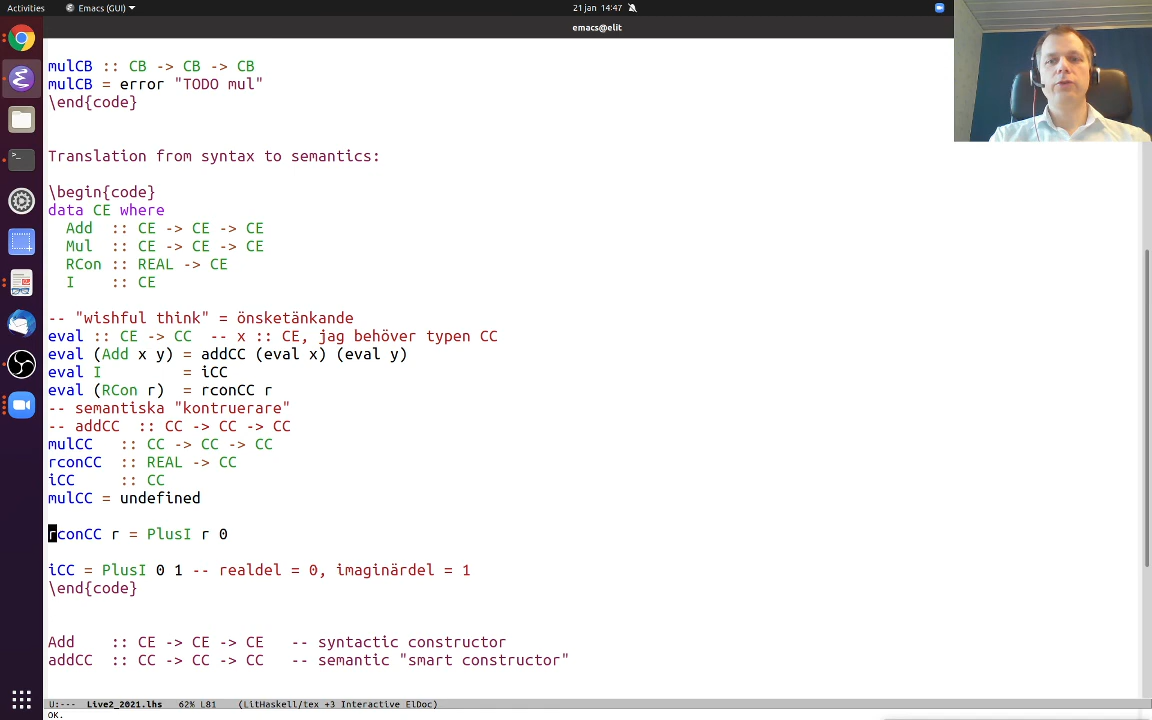 Activities Emacs (GUI) 21 jan 14:47
emacs@elit
mulCB :: CB -> CB -> CB
mulCB = error "TODO mul"
\end{code}
Translation from syntax to semantics:
\begin{code}
data CE where
Add :: CE -> CE -> CE
Mul :: CE -> CE -> CE
RCon :: REAL -> CE
I :: CE
-- "wishful think" = önsketänkande
eval :: CE -> CC -- x :: CE, jag behöver typen CC
eval (Add x y) = addCC (eval x) (eval y)
eval I = iCC
eval (RCon r) = rconCC r
-- semantiska "kontruerare"
-- addCC :: CC -> CC -> CC
mulCC :: CC -> CC -> CC
rconCC :: REAL -> CC
iCC :: CC
mulCC = undefined
rconCC r = PlusI r 0
iCC = PlusI 0 1 -- realdel = 0, imaginärdel = 1
\end{code}
Add :: CE -> CE -> CE -- syntactic constructor
addCC :: CC -> CC -> CC -- semantic "smart constructor"
U:--- Live2_2021.lhs 62% L81 (LitHaskell/tex +3 Interactive ElDoc)
OK.